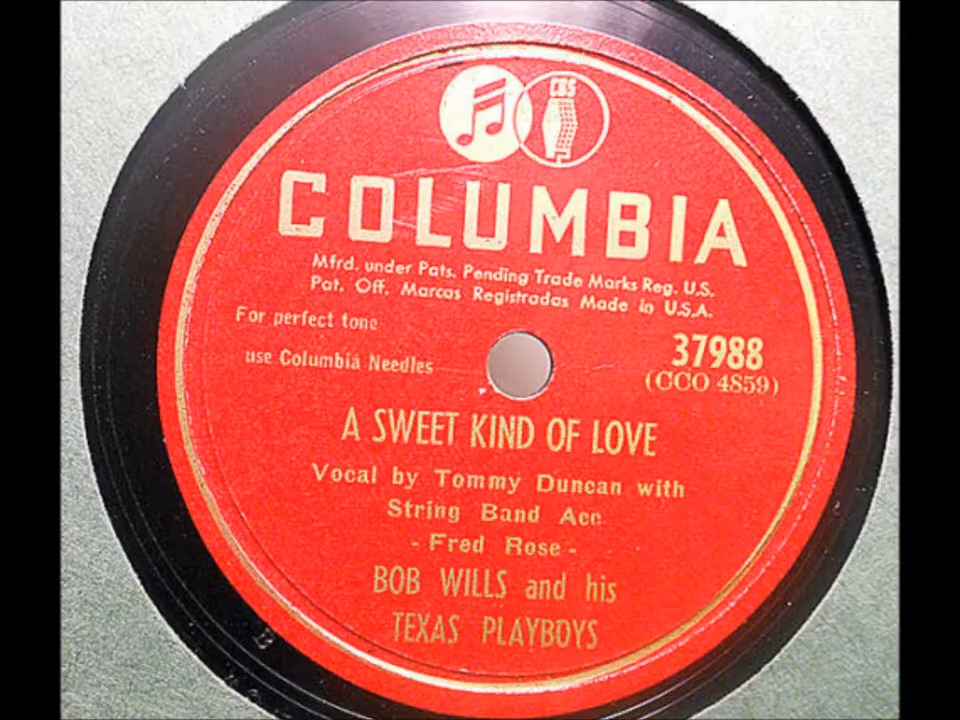 CBS
COLUMBIA
Mfrd. under Pats. Pending Trade Marks Reg. U.S.
Pat. Off. Marcas Registradas Made in U.S.A.
For perfect tone
use Columbia Needles
37988
(CCO 4859)
A SWEET KIND OF LOVE
Vocal by Tommy Duncan with
String Band Acc.
- Fred Rose -
BOB WILLS and his
TEXAS PLAYBOYS